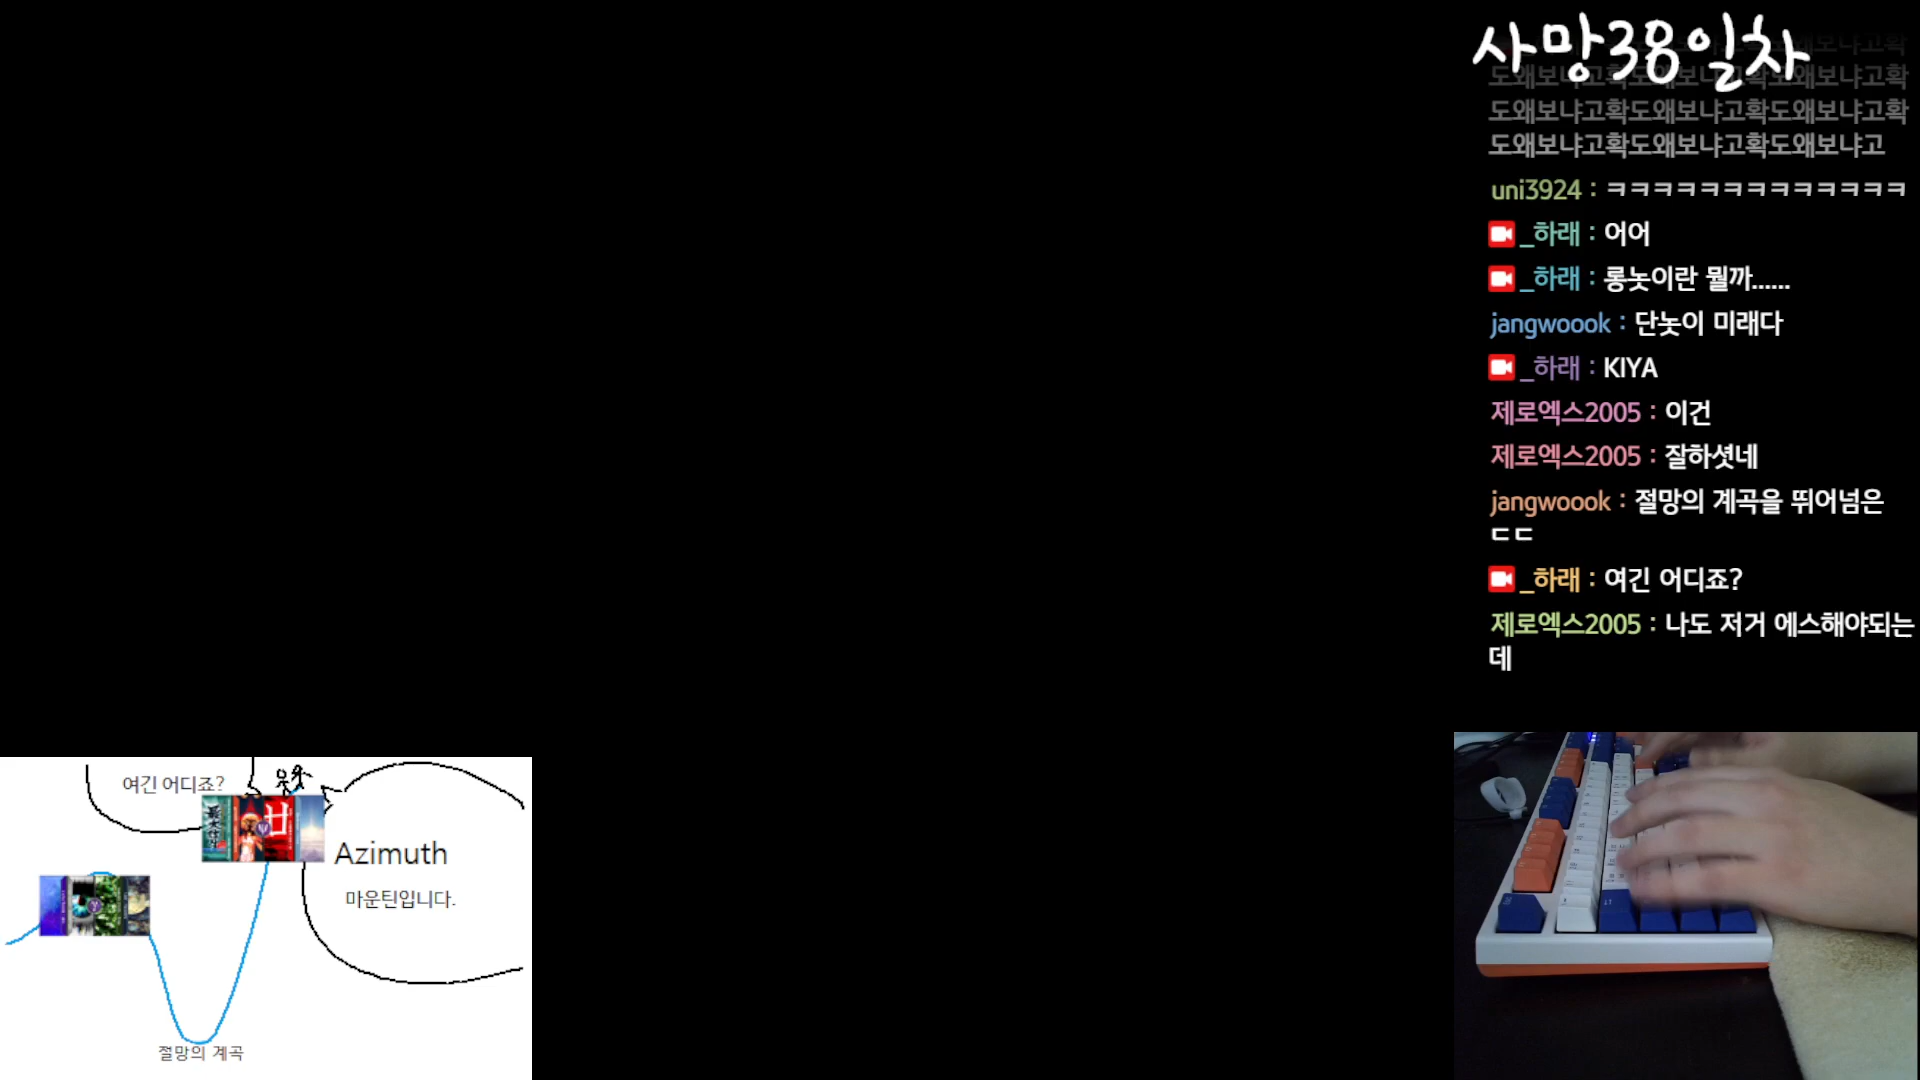 사망38일차
도왜보냐고확도왜보냐고확도왜보냐고확
도왜보냐고확도왜보냐고확도왜보냐고
uni3924 : ㅋㅋㅋㅋㅋㅋㅋㅋㅋㅋㅋㅋㅋ
_하래 : 어어
_하래 : 롱놋이란 뭘까......
jangwoook : 단놋이 미래다
_하래 : KIYA
제로엑스2005 : 이건
제로엑스2005 : 잘하셧네
jangwoook : 절망의 계곡을 뛰어넘은
ㄷㄷ
_하래 : 여긴 어디죠?
제로엑스2005 : 나도 저거 에스해야되는
데
여긴 어디죠?
Azimuth
마운틴입니다.
절망의 계곡